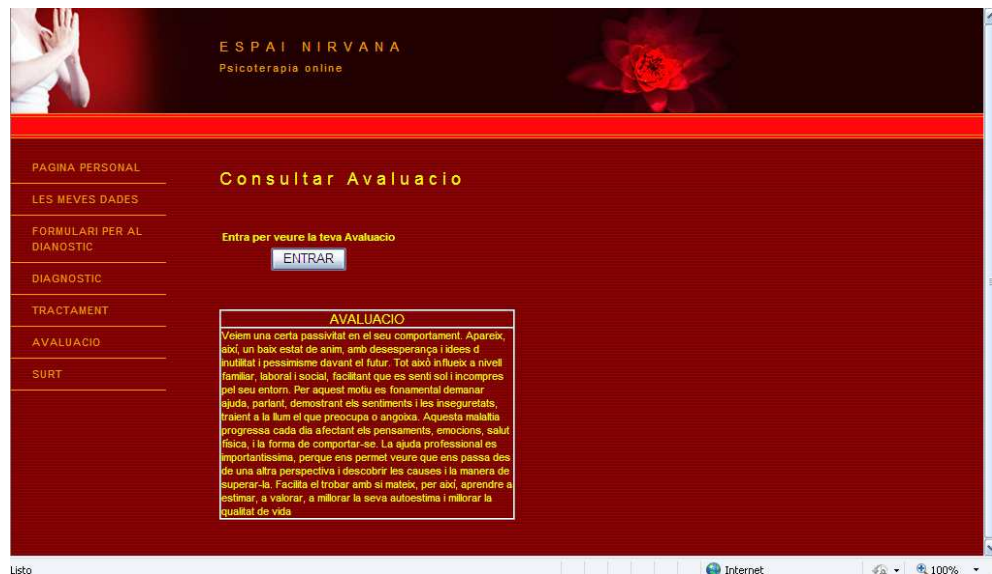 ESPAI NIRVANA
Psicoterapia online
PAGINA PERSONAL
LES MEVES DADES
FORMULARI PER AL
DIANOSTIC
DIAGNOSTIC
TRACTAMENT
AVALUACIO
SURT
Consultar Avaluacio
Entra per veure la teva Avaluacio
ENTRAR
AVALUACIO
Veiem una certa passivitat en el seu comportament. Apareix,
així, un baix estat de anim, amb desesperança i idees d
inutilitat i pessimisme davant el futur. Tot això influeix a nivell
familiar, laboral i social, facilitant que es senti sol i incompres
pel seu entorn. Per aquest motiu es fonamental demanar
ajuda, parlant, demostrant els sentiments i les inseguretats,
traient a la llum el que preocupa o angoixa. Aquesta malaltia
progressa cada dia afectant els pensaments, emocions, salut
física, i la forma de comportar-se. La ajuda professional es
importantissima, perque ens permet veure que ens passa des
de una altra perspectiva i descobrir les causes i la manera de
superar-la. Facilita el trobar amb si mateix, per així, aprendre a
estimar, a valorar, a millorar la seva autoestima i millorar la
qualitat de vida
Listo
Internet
100%